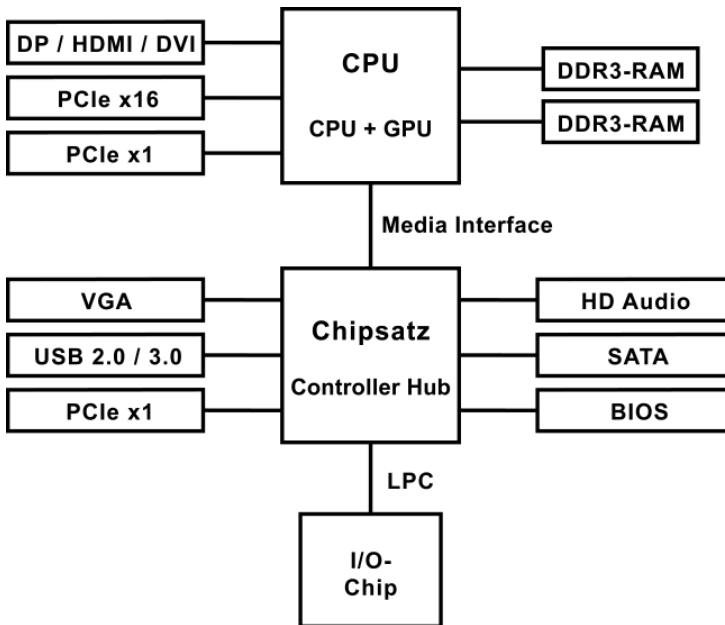 DP / HDMI / DVI
PCIe x16
PCIe x1
CPU
CPU + GPU
DDR3-RAM
DDR3-RAM
Media Interface
VGA
USB 2.0 / 3.0
PCIe x1
Chipsatz
Controller Hub
HD Audio
SATA
BIOS
LPC
I/O-
Chip